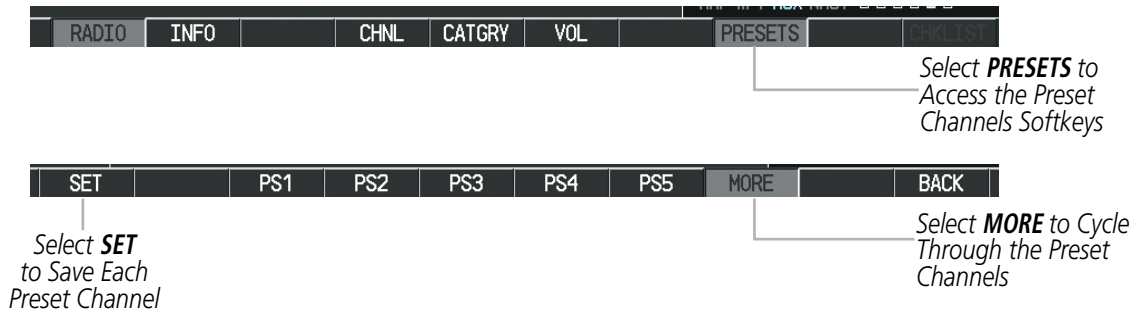 RADIO INFO CHNL CATGRY VOL PRESETS CHKLIST
Select PRESETS to
Access the Preset
Channels Softkeys
SET PS1 PS2 PS3 PS4 PS5 MORE BACK
Select SET
to Save Each
Preset Channel
Select MORE to Cycle
Through the Preset
Channels